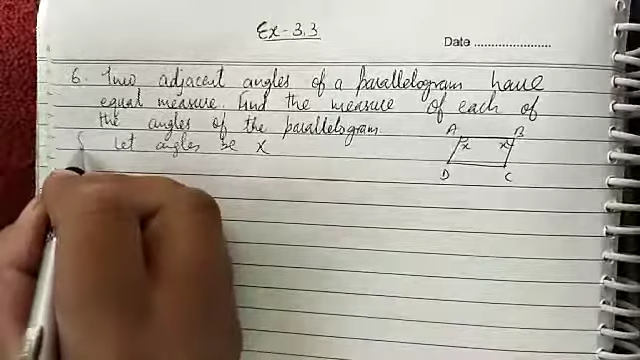 Ex - 3.3
Date ........................
6. Two adjacent angles of a parallelogram have
equal measure. Find the measure of each of
the angles of the parallelogram
Let angles be x
A B
x x
D C